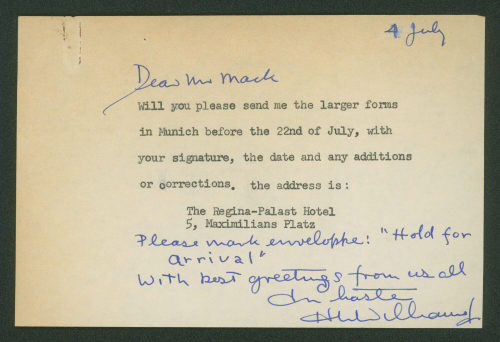 4 July
Dear Mr Mack
Will you please send me the larger forms
in Munich before the 22nd of July, with
your signature, the date and any additions
or corrections. the address is:
The Regina-Palast Hotel
5, Maximilians Platz
Please mark enveloppe: "Hold for
arrival"
With best greetings from us all
In haste
HWilliams